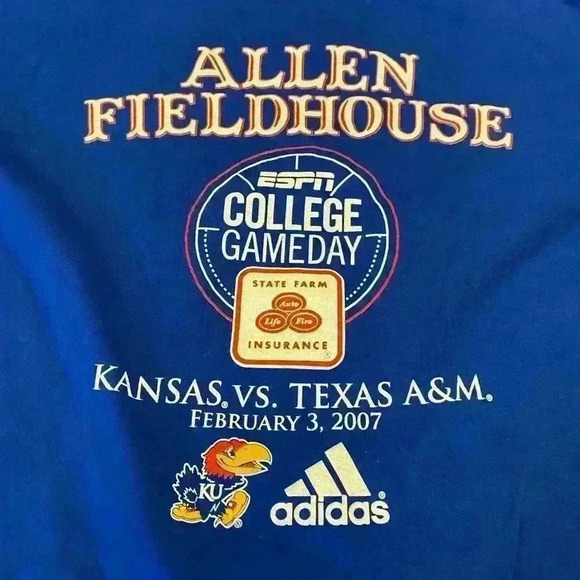 ALLEN
FIELDHOUSE
ESPN
COLLEGE
GAMEDAY
STATE FARM
Auto
Life Fire
INSURANCE
®
KANSAS® VS. TEXAS A&M®
FEBRUARY 3, 2007
KU
®
adidas®